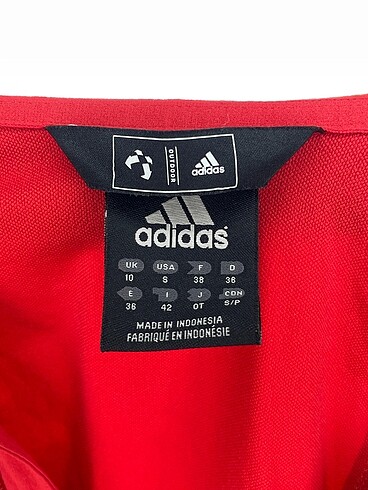 OUTDOOR
adidas
adidas
UK USA F D
10 S 38 36
E I J CDN
36 42 OT S/P
MADE IN INDONESIA
FABRIQUÉ EN INDONÉSIE